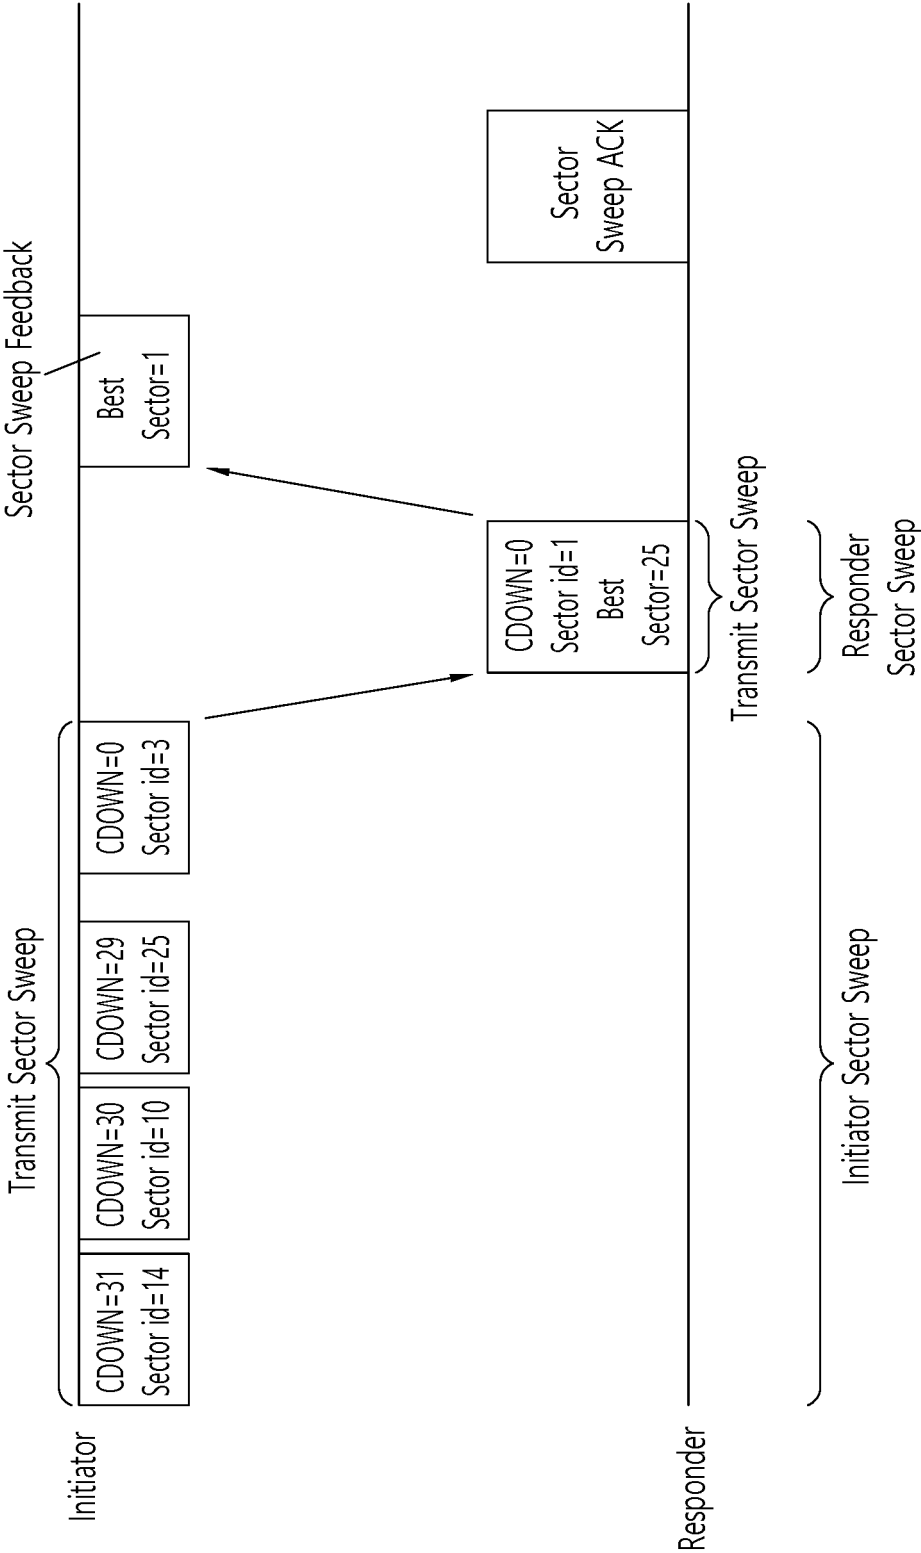 Transmit Sector Sweep
Sector Sweep Feedback
Initiator
CDOWN=31
Sector id=14
CDOWN=30
Sector id=10
CDOWN=29
Sector id=25
CDOWN=0
Sector id=3
Best
Sector=1
CDOWN=0
Sector id=1
Best
Sector=25
Sector
Sweep ACK
Responder
Transmit Sector Sweep
Initiator Sector Sweep
Responder
Sector Sweep